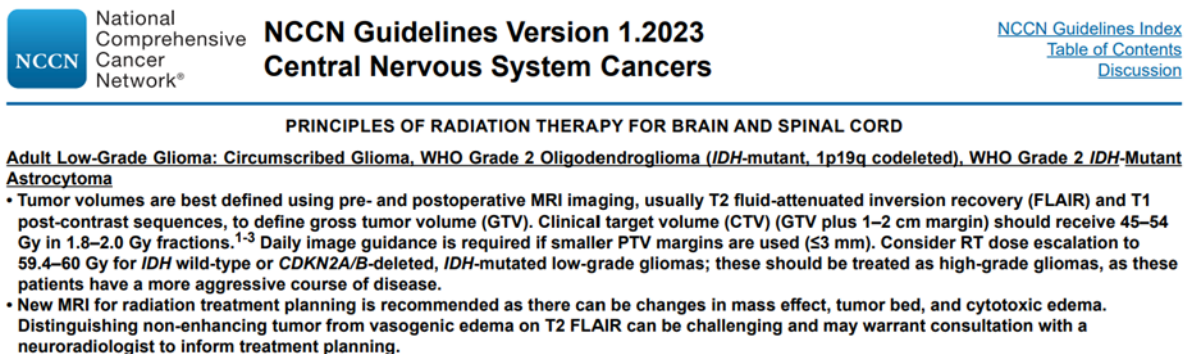 National
Comprehensive
NCCN Cancer
Network®
NCCN Guidelines Version 1.2023
Central Nervous System Cancers
NCCN Guidelines Index
Table of Contents
Discussion
PRINCIPLES OF RADIATION THERAPY FOR BRAIN AND SPINAL CORD
Adult Low-Grade Glioma: Circumscribed Glioma, WHO Grade 2 Oligodendroglioma (IDH-mutant, 1p19q codeleted), WHO Grade 2 IDH-Mutant
Astrocytoma
• Tumor volumes are best defined using pre- and postoperative MRI imaging, usually T2 fluid-attenuated inversion recovery (FLAIR) and T1
post-contrast sequences, to define gross tumor volume (GTV). Clinical target volume (CTV) (GTV plus 1–2 cm margin) should receive 45–54
Gy in 1.8–2.0 Gy fractions.1-3 Daily image guidance is required if smaller PTV margins are used (≤3 mm). Consider RT dose escalation to
59.4–60 Gy for IDH wild-type or CDKN2A/B-deleted, IDH-mutated low-grade gliomas; these should be treated as high-grade gliomas, as these
patients have a more aggressive course of disease.
• New MRI for radiation treatment planning is recommended as there can be changes in mass effect, tumor bed, and cytotoxic edema.
Distinguishing non-enhancing tumor from vasogenic edema on T2 FLAIR can be challenging and may warrant consultation with a
neuroradiologist to inform treatment planning.